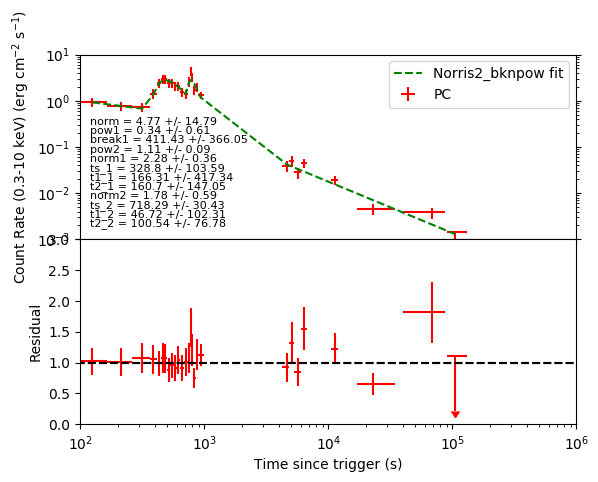 Count Rate (0.3-10 keV) (erg cm⁻² s⁻¹)
10¹
10⁰
10⁻¹
10⁻²
10⁻³
Norris2_bknpow fit
PC
norm = 4.77 +/- 14.79
pow1 = 0.34 +/- 0.61
break1 = 411.43 +/- 366.05
pow2 = 1.11 +/- 0.09
norm1 = 2.28 +/- 0.36
ts_1 = 328.8 +/- 103.59
t1_1 = 166.31 +/- 417.34
t2_1 = 160.7 +/- 147.05
norm2 = 1.78 +/- 0.59
ts_2 = 718.29 +/- 30.43
t1_2 = 46.72 +/- 102.31
t2_2 = 100.54 +/- 76.78
Residual
3.0
2.5
2.0
1.5
1.0
0.5
0.0
10² 10³ 10⁴ 10⁵ 10⁶
Time since trigger (s)